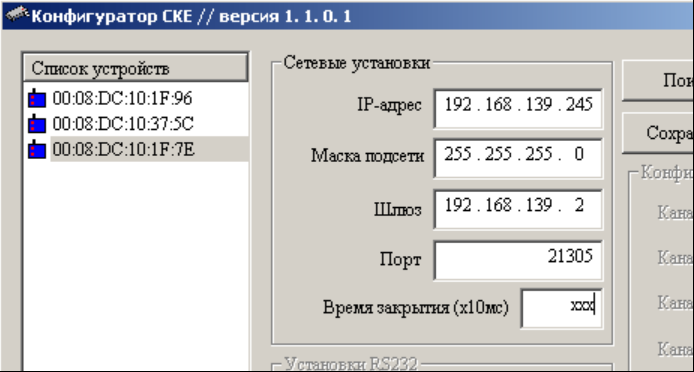 Конфигуратор СКЕ // версия 1. 1. 0. 1
Список устройств
00:08:DC:10:1F:96
00:08:DC:10:37:5C
00:08:DC:10:1F:7E
Сетевые установки
IP-адрес 192 . 168 . 139 . 245
Маска подсети 255 . 255 . 255 . 0
Шлюз 192 . 168 . 139 . 2
Порт 21305
Время закрытия (х10мс) xxx
Установки RS232
Пои
Сохра
Конфи
Кана
Кана
Кана
Кана